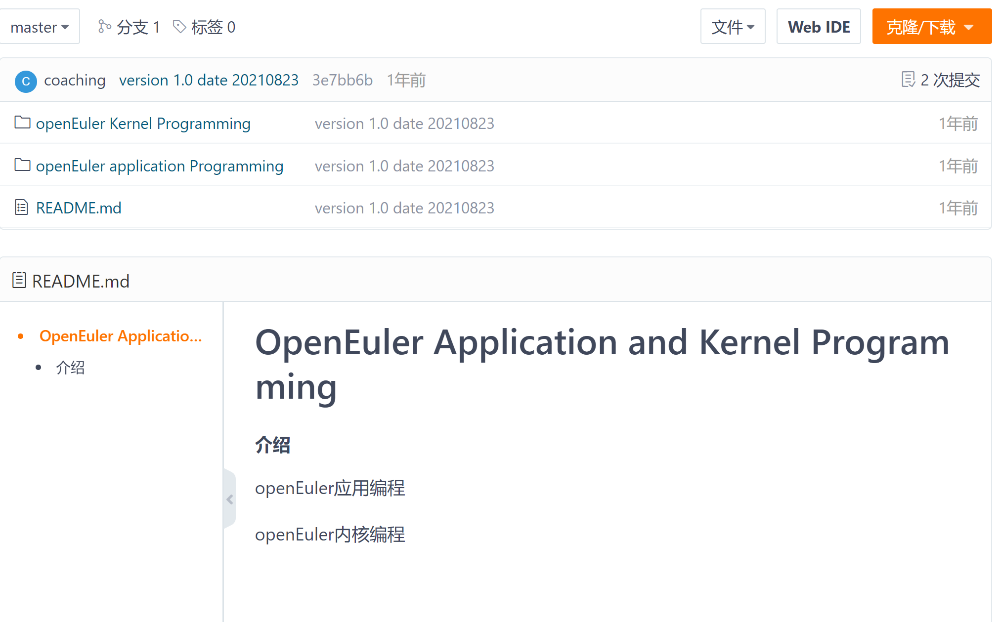 master 分支 1 标签 0 文件 Web IDE 克隆/下载
C coaching version 1.0 date 20210823 3e7bb6b 1年前 2 次提交
openEuler Kernel Programming version 1.0 date 20210823 1年前
openEuler application Programming version 1.0 date 20210823 1年前
README.md version 1.0 date 20210823 1年前
README.md
OpenEuler Applicatio...
介绍
OpenEuler Application and Kernel Program
ming
介绍
openEuler应用编程
openEuler内核编程